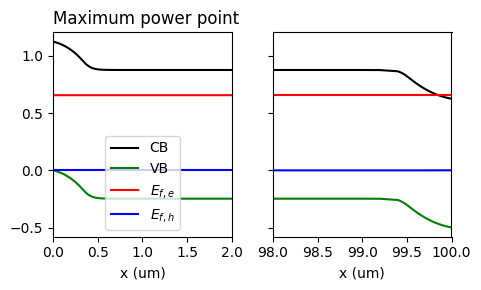 Maximum power point
1.0
0.5
0.0
−0.5
CB
VB
E_{f,e}
E_{f,h}
0.0 0.5 1.0 1.5 2.0
x (um)
98.0 98.5 99.0 99.5 100.0
x (um)